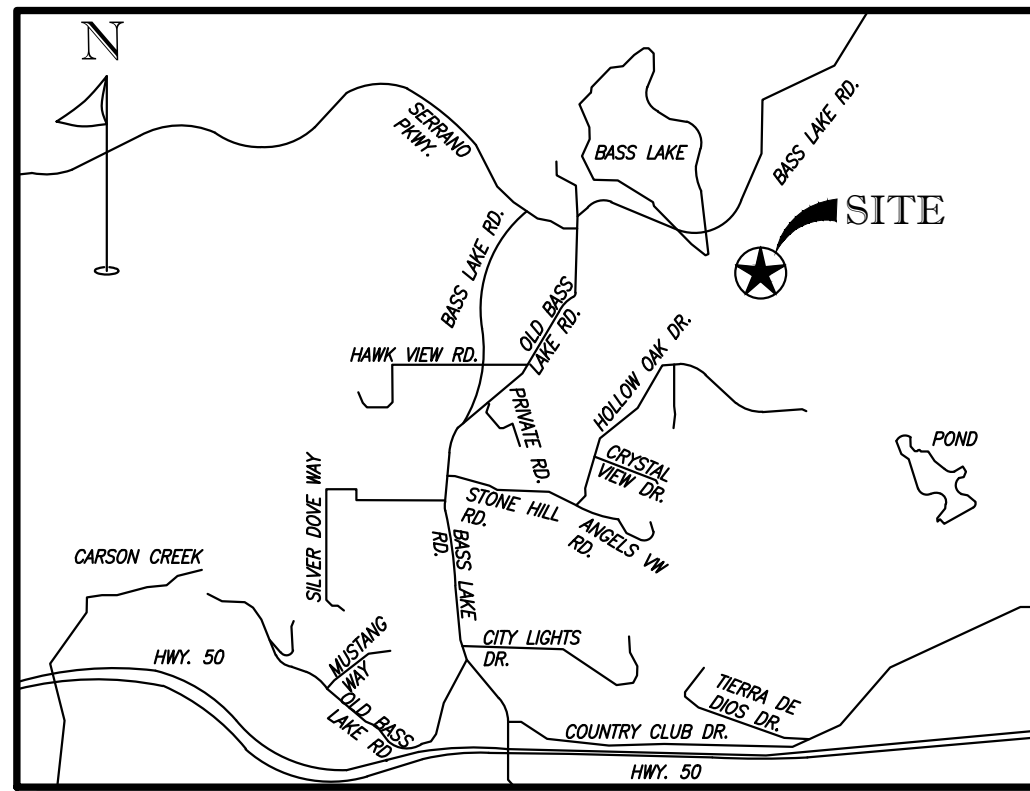 N
SERRANO
PKWY.
BASS LAKE
BASS LAKE RD.
SITE
BASS LAKE RD.
OLD BASS
LAKE RD.
HAWK VIEW RD.
HOLLOW OAK DR.
PRIVATE RD.
CRYSTAL
VIEW DR.
POND
STONE HILL
RD.
ANGELS VW
RD.
SILVER DOVE WAY
BASS LAKE
RD.
CARSON CREEK
HWY. 50
MUSTANG
WAY
CITY LIGHTS
DR.
OLD BASS
LAKE RD.
TIERRA DE
DIOS DR.
COUNTRY CLUB DR.
HWY. 50